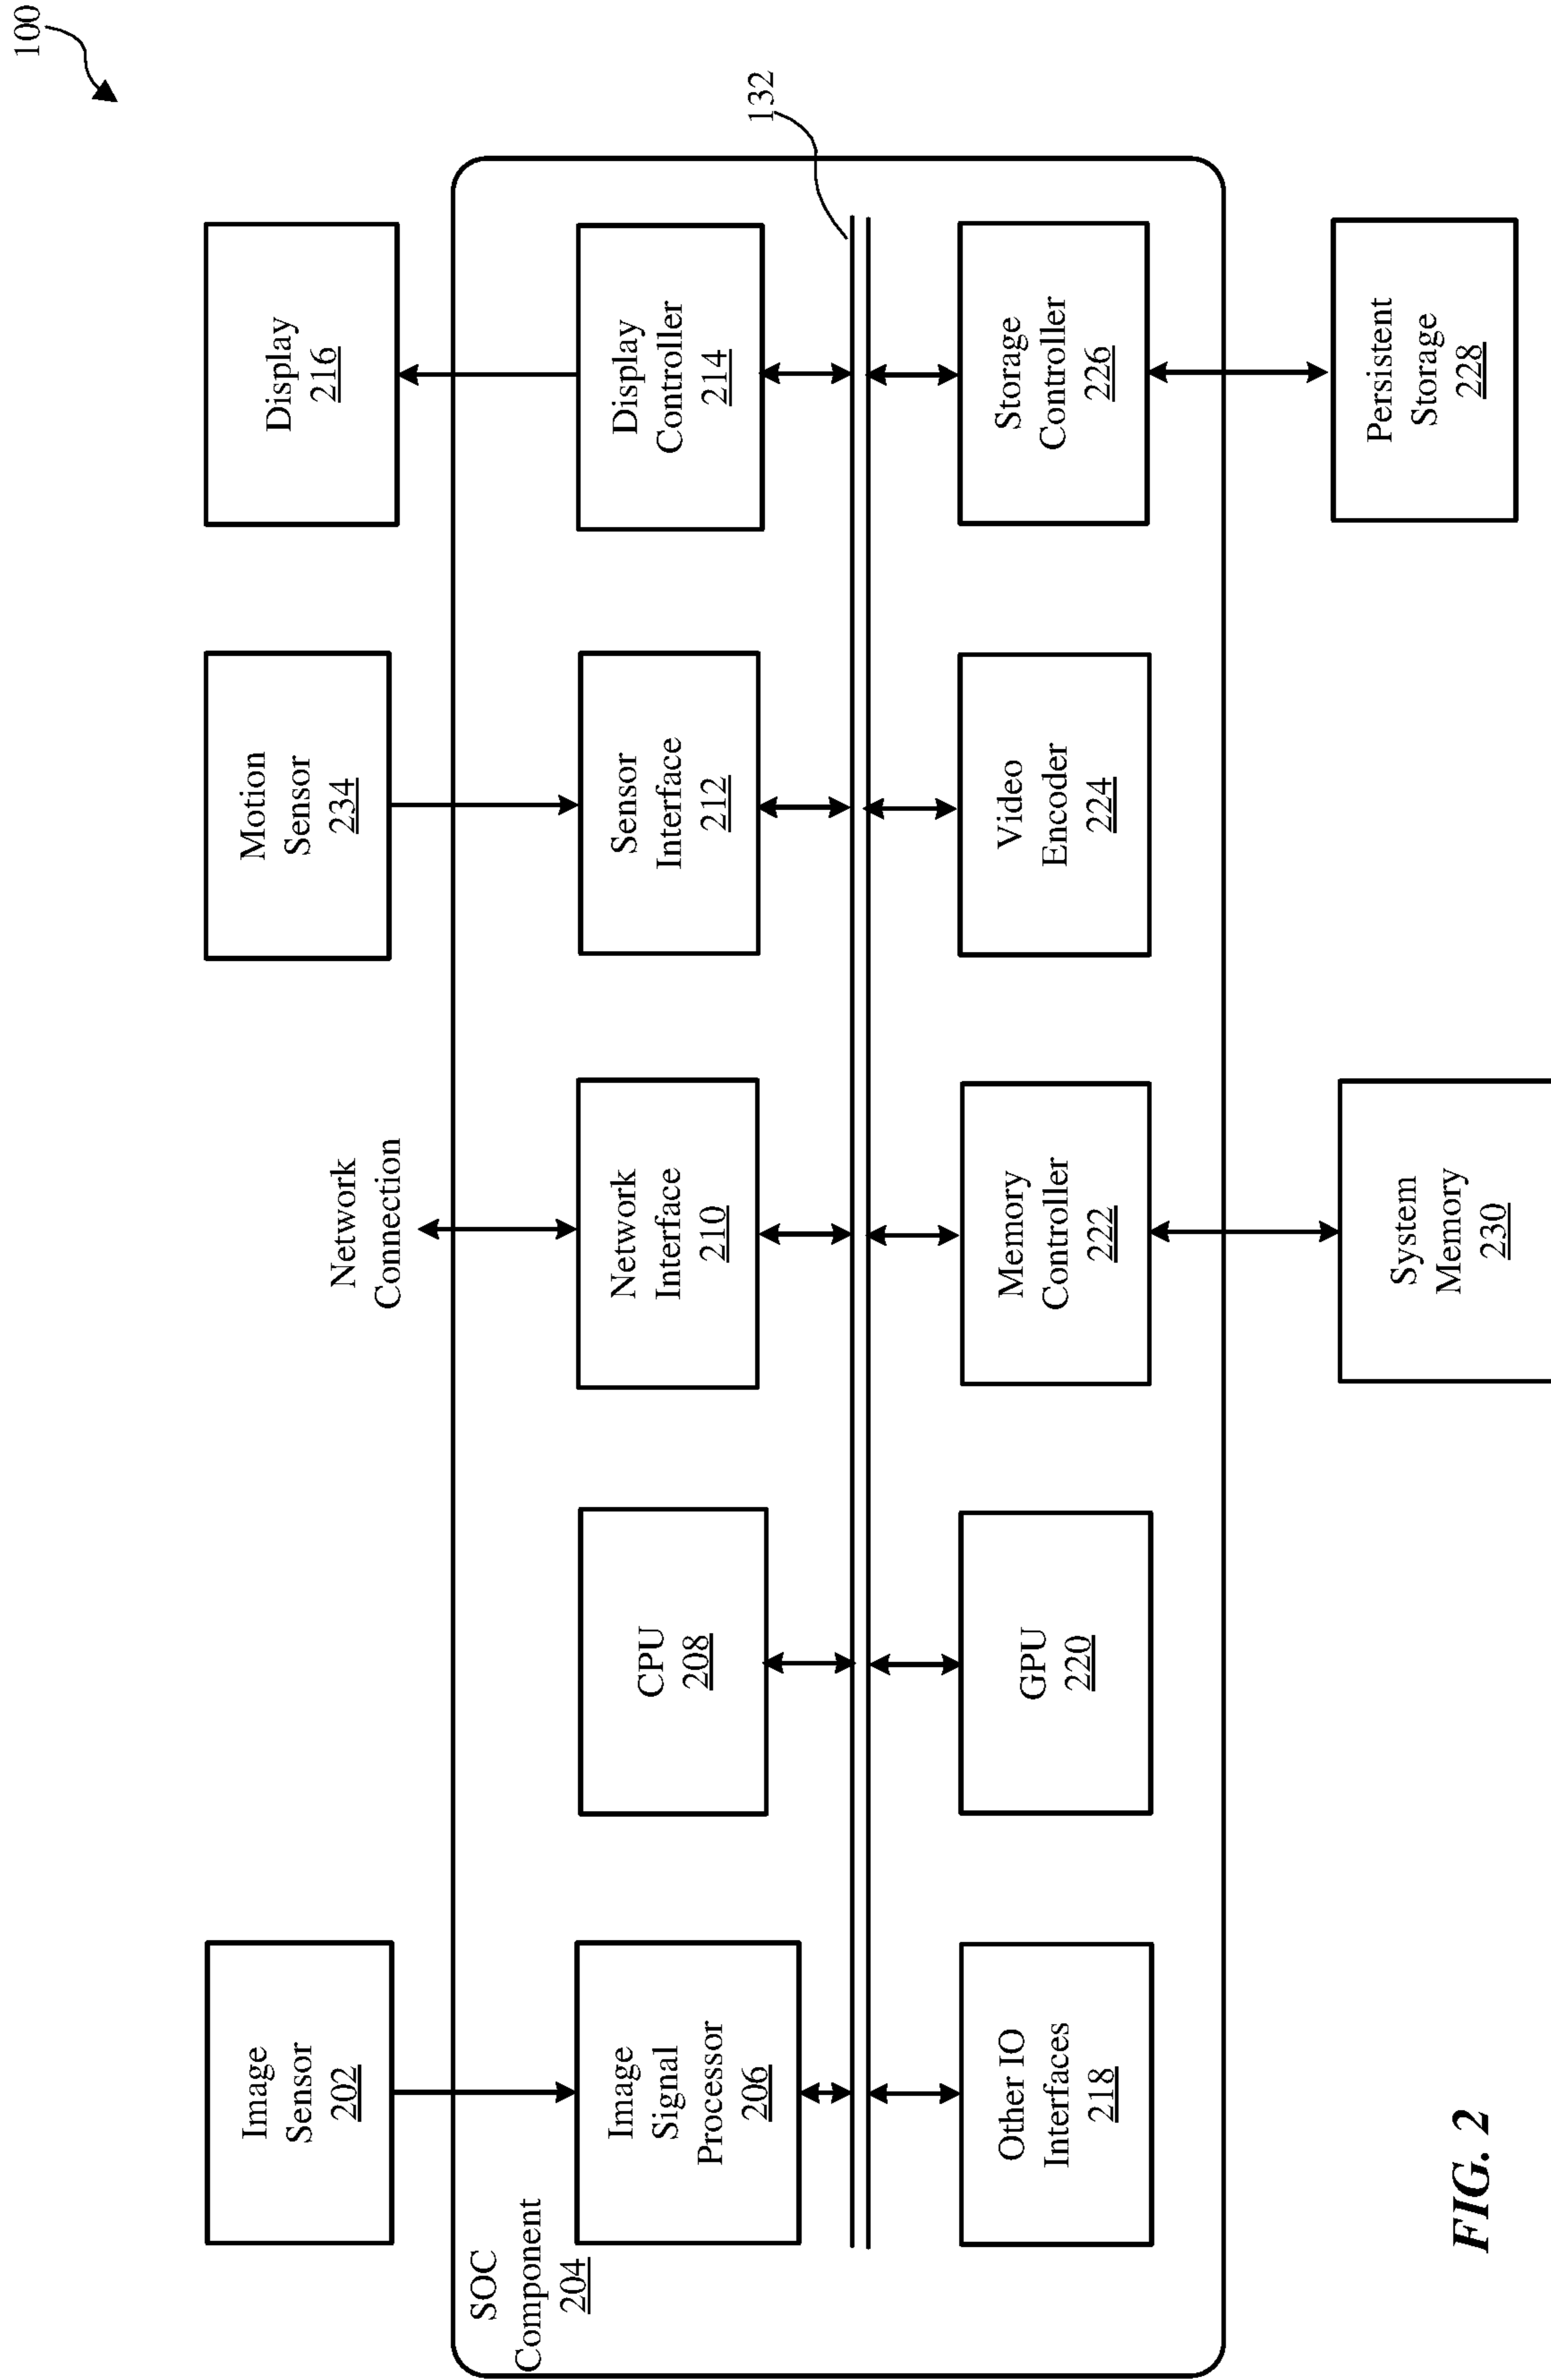 100
Image
Sensor
202
Network
Connection
Motion
Sensor
234
Display
216
SOC
Component
204
132
Image
Signal
Processor
206
CPU
208
Network
Interface
210
Sensor
Interface
212
Display
Controller
214
Other IO
Interfaces
218
GPU
220
Memory
Controller
222
Video
Encoder
224
Storage
Controller
226
System
Memory
230
Persistent
Storage
228
FIG. 2